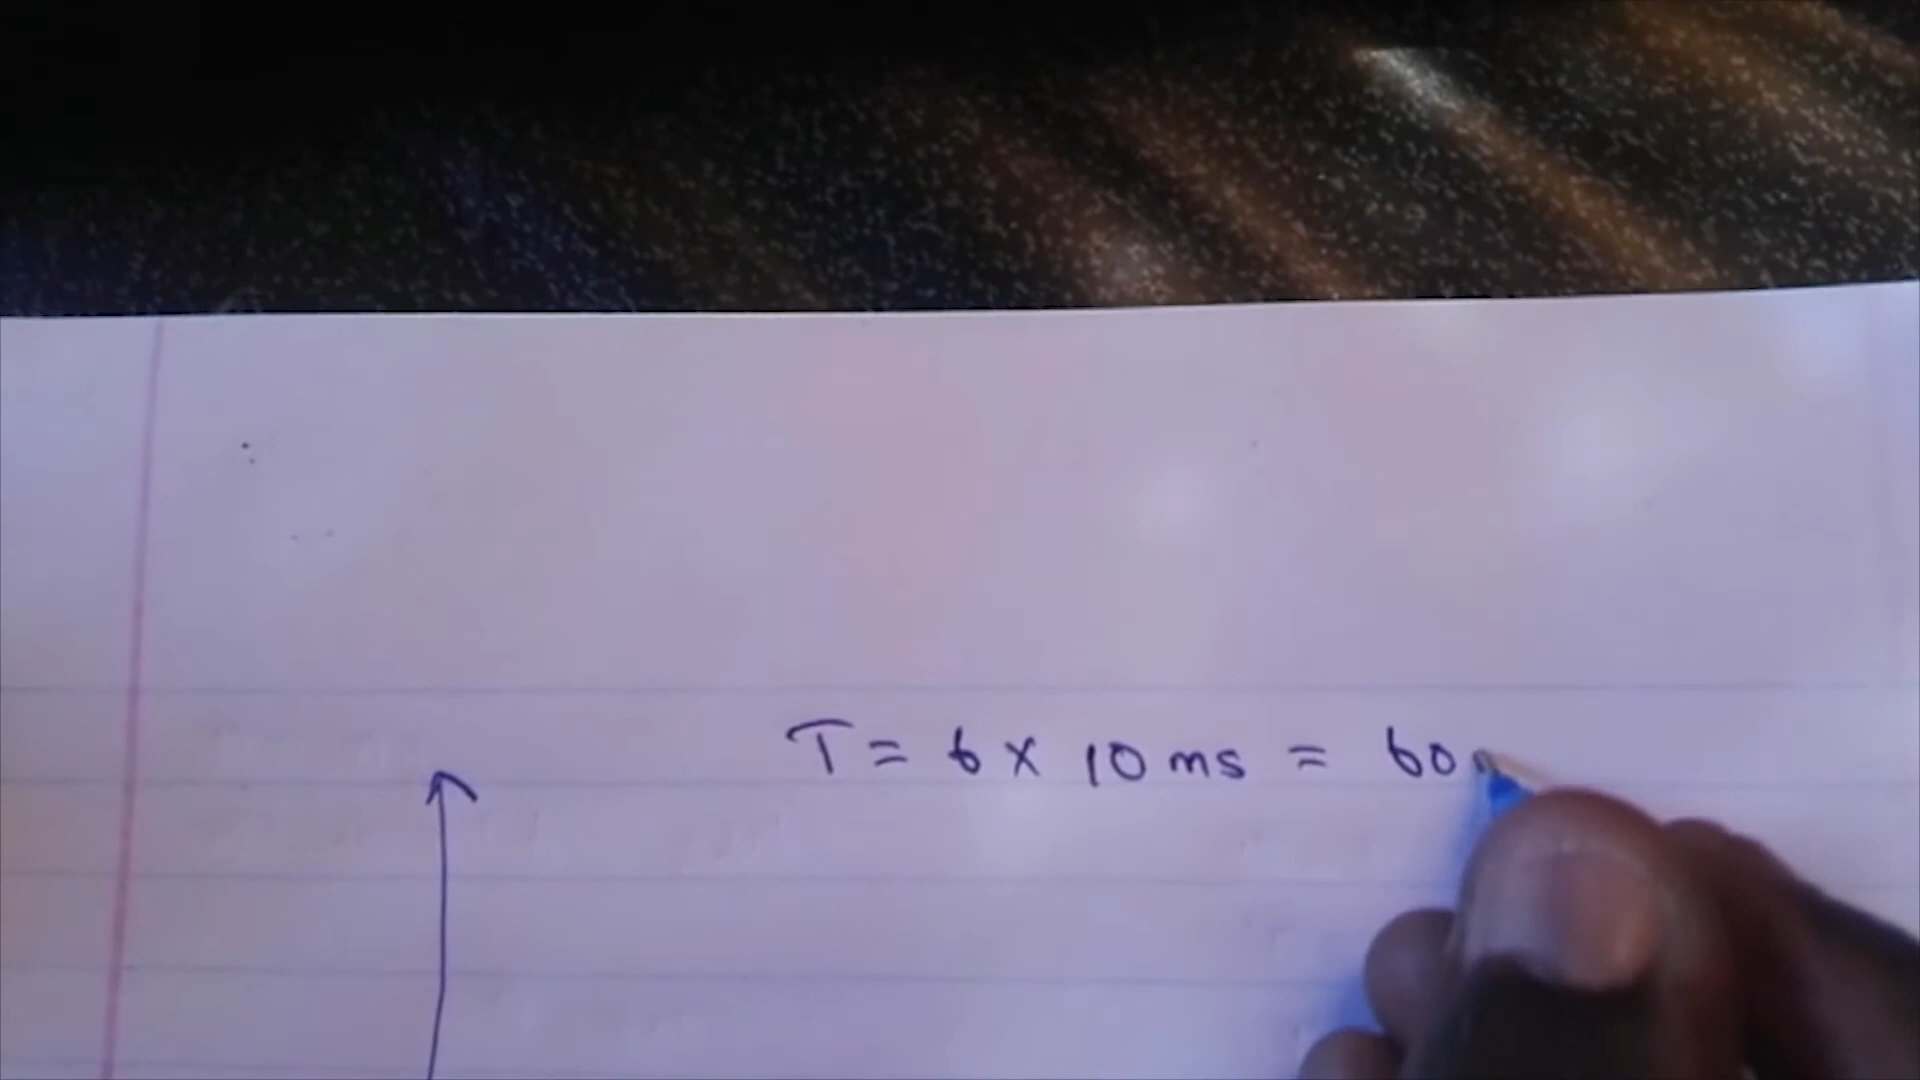 T = 6 × 10 ms = 60